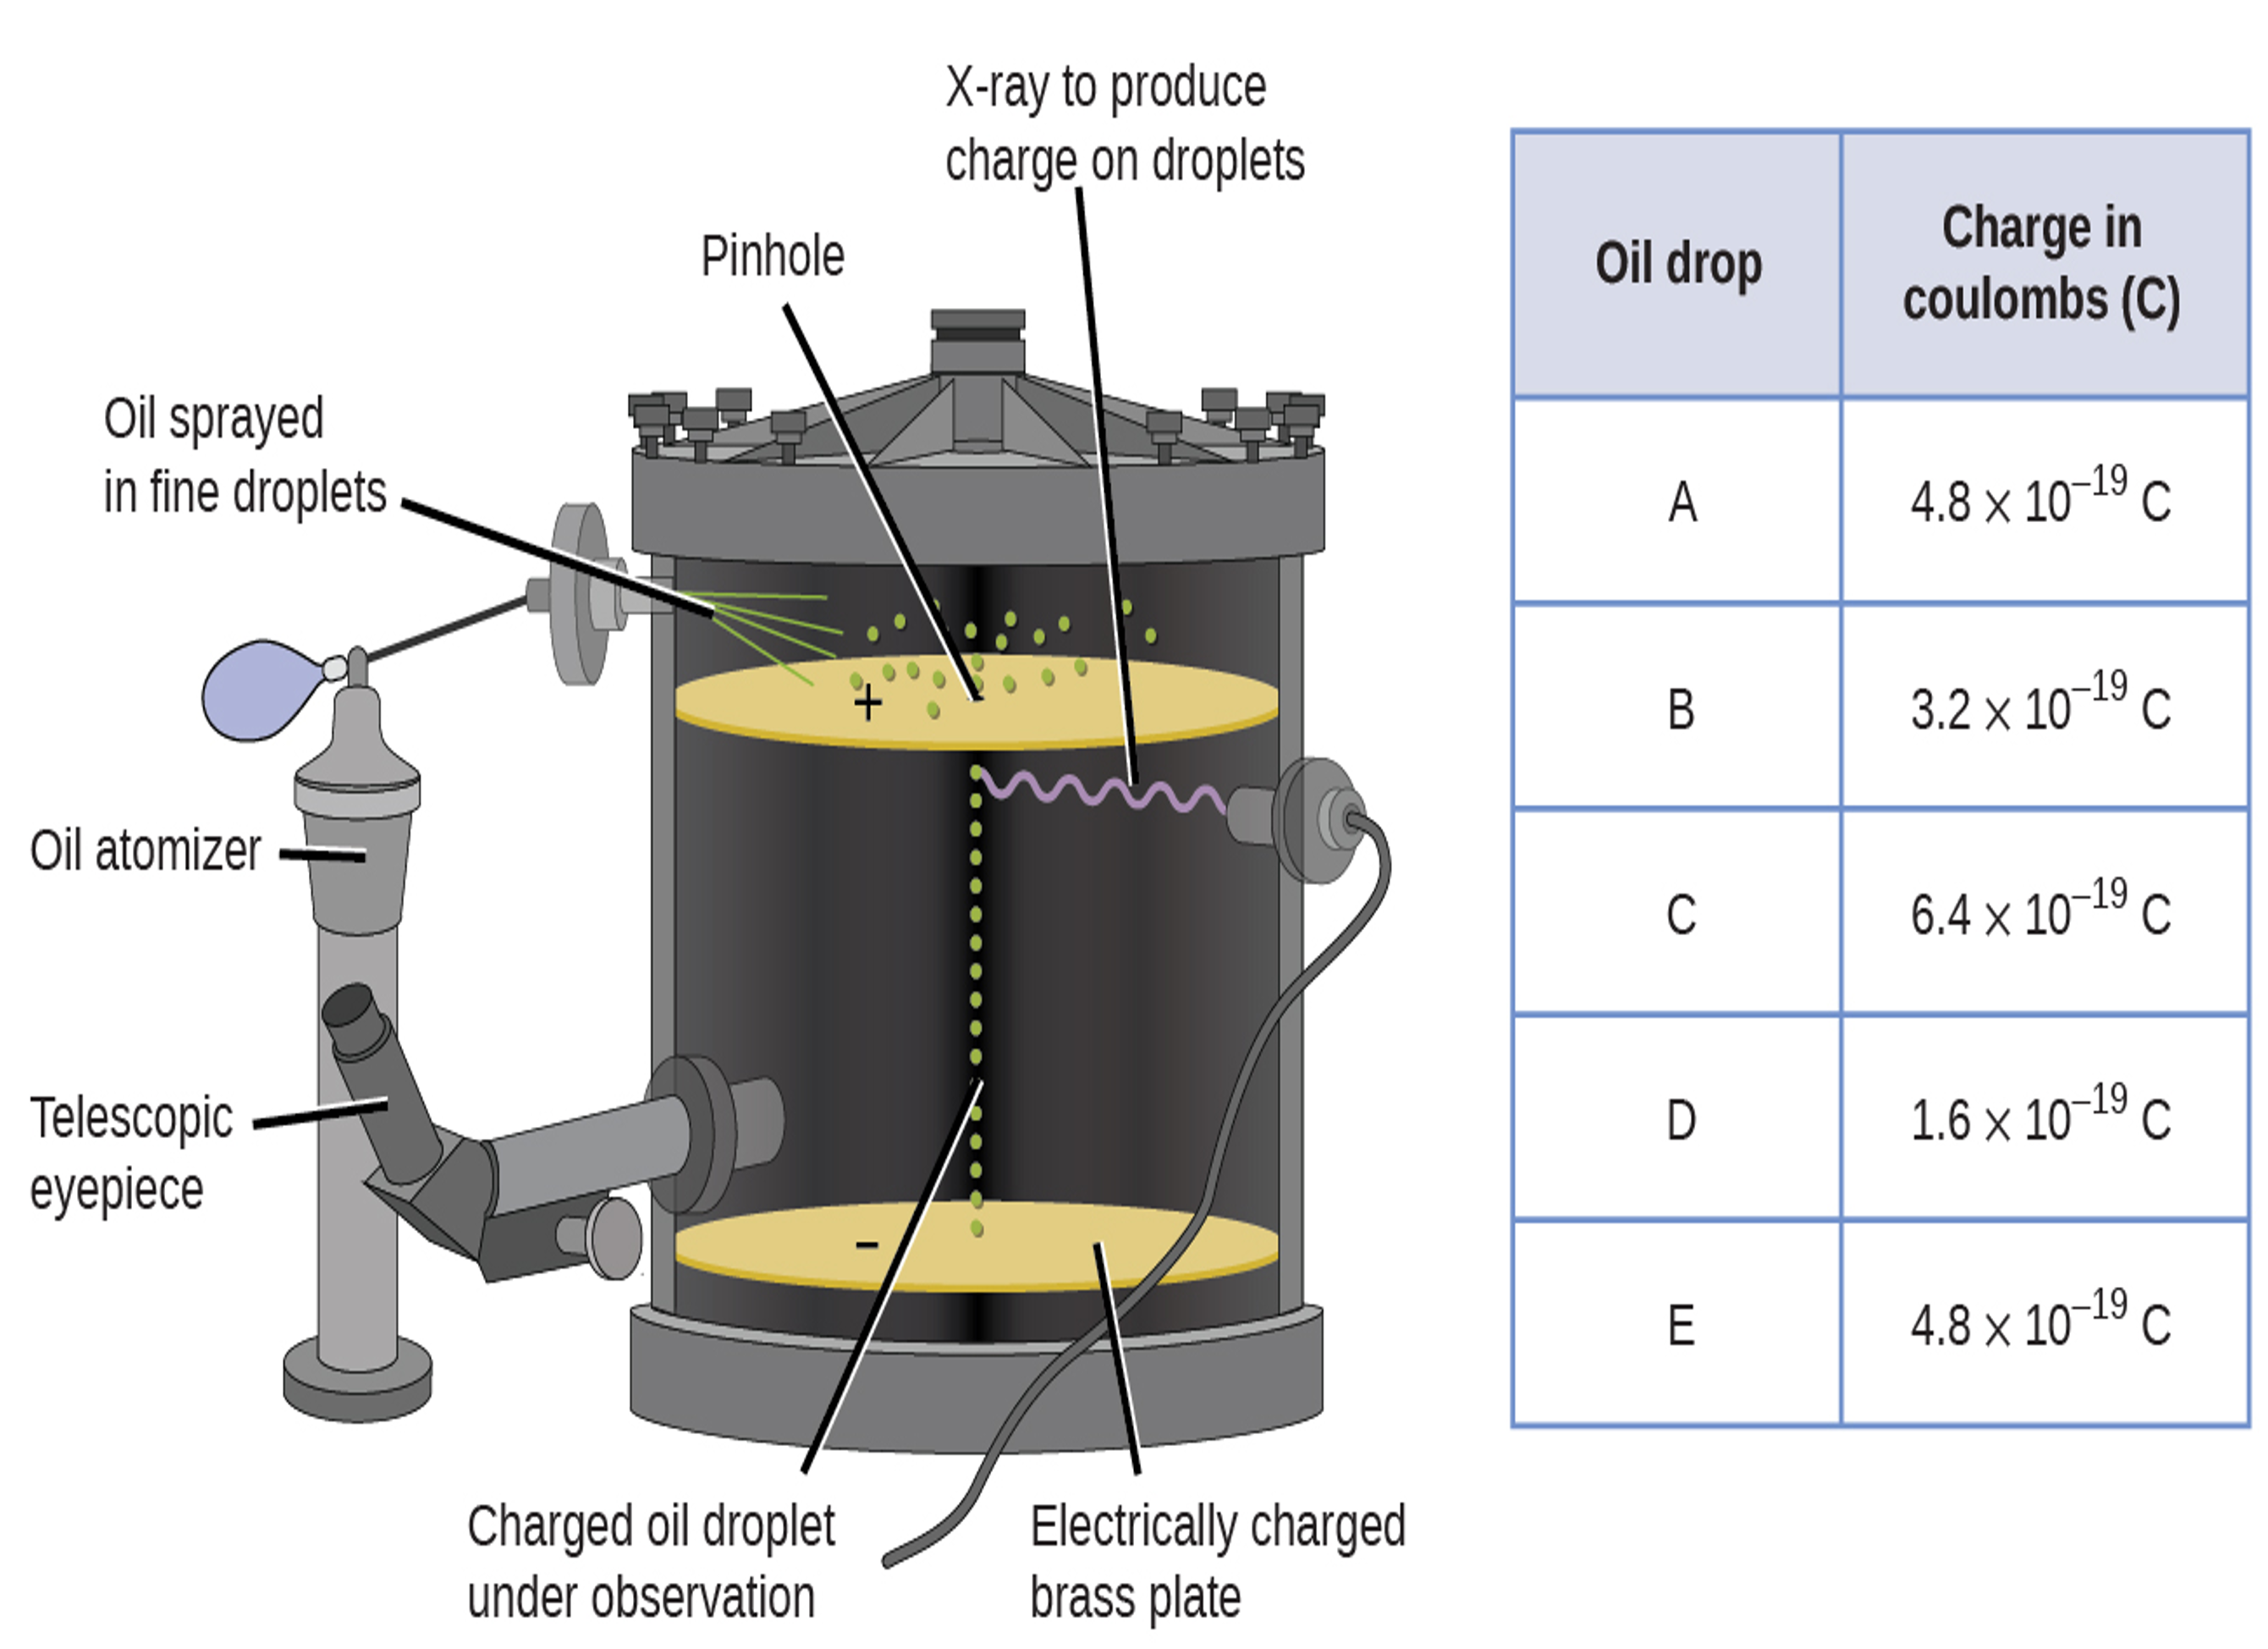 X-ray to produce
charge on droplets
Pinhole
Oil sprayed
in fine droplets
+
Oil atomizer
Telescopic
eyepiece
–
Charged oil droplet
under observation
Electrically charged
brass plate
Oil drop
Charge in
coulombs (C)
A
4.8 × 10⁻¹⁹ C
B
3.2 × 10⁻¹⁹ C
C
6.4 × 10⁻¹⁹ C
D
1.6 × 10⁻¹⁹ C
E
4.8 × 10⁻¹⁹ C